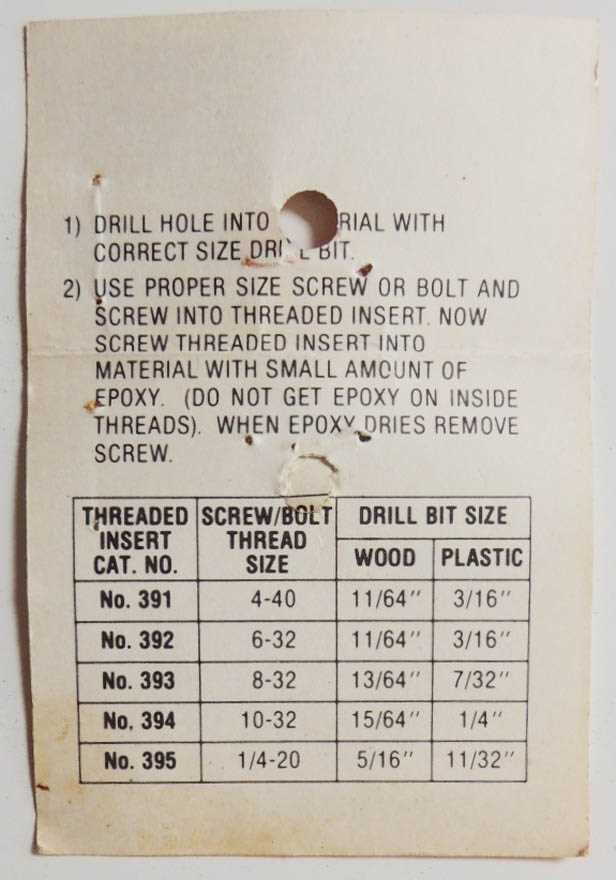 1) DRILL HOLE INTO RIAL WITH
CORRECT SIZE BIT.
2) USE PROPER SIZE SCREW OR BOLT AND
SCREW INTO THREADED INSERT. NOW
SCREW THREADED INSERT INTO
MATERIAL WITH SMALL AMOUNT OF
EPOXY. (DO NOT GET EPOXY ON INSIDE
THREADS). WHEN EPOXY DRIES REMOVE
SCREW.
THREADED INSERT CAT. NO. SCREW/BOLT THREAD SIZE DRILL BIT SIZE
WOOD PLASTIC
No. 391 4-40 11/64" 3/16"
No. 392 6-32 11/64" 3/16"
No. 393 8-32 13/64" 7/32"
No. 394 10-32 15/64" 1/4"
No. 395 1/4-20 5/16" 11/32"